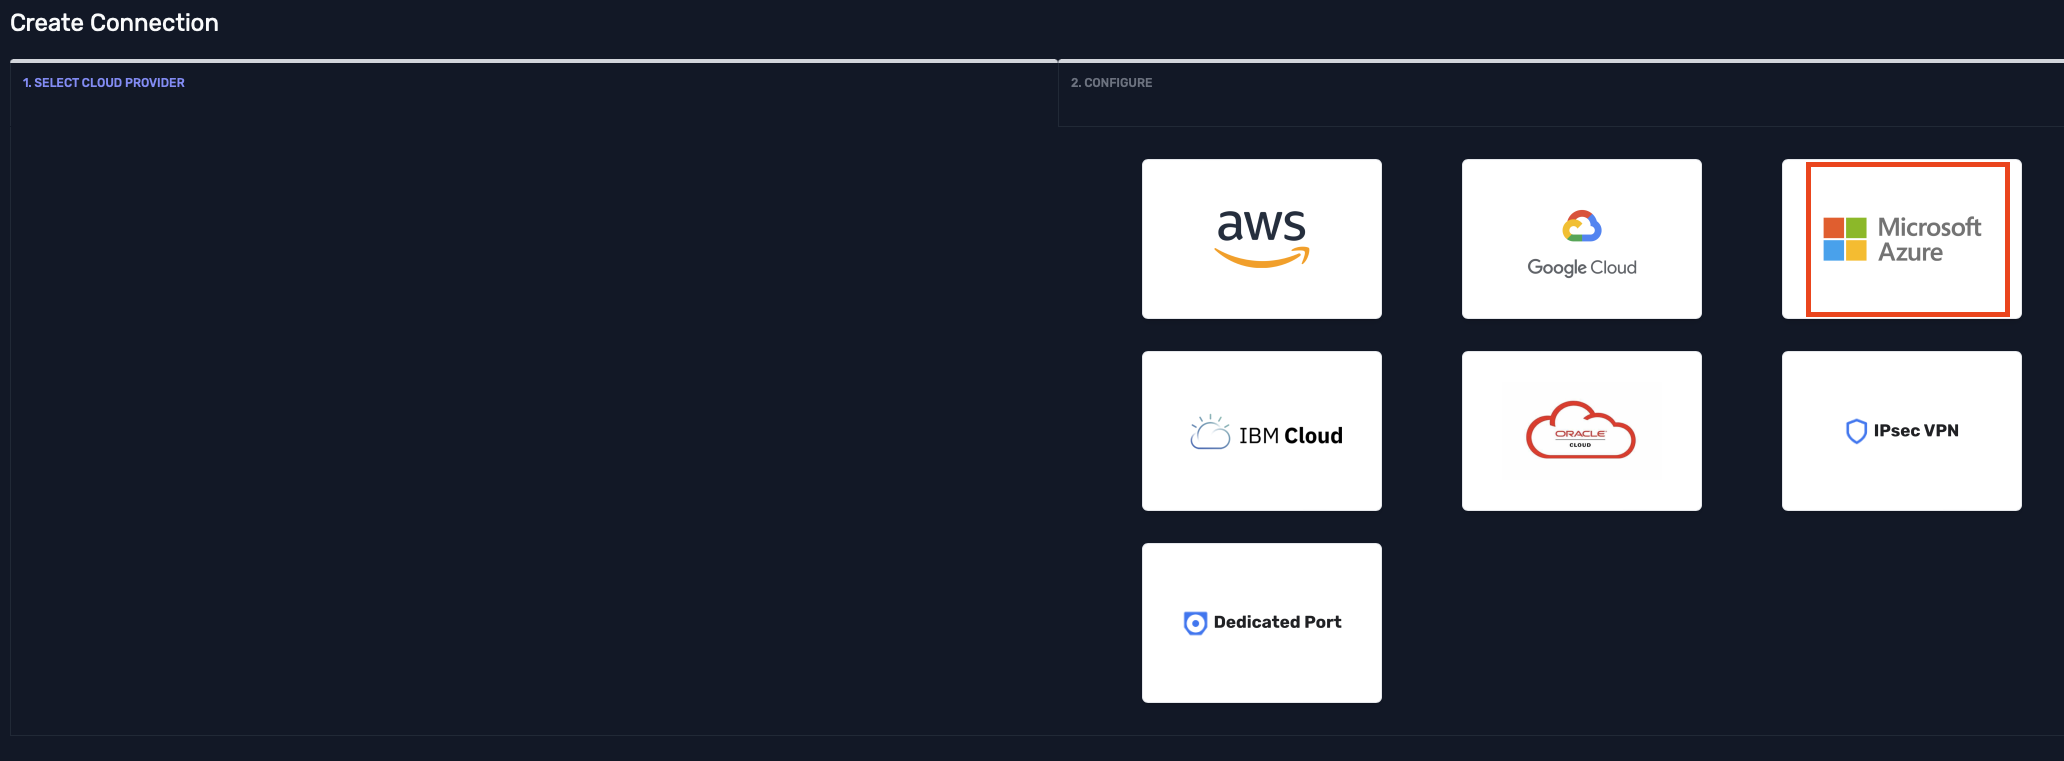 Create Connection
1. SELECT CLOUD PROVIDER
2. CONFIGURE
aws
Google Cloud
Microsoft
Azure
IBM Cloud
ORACLE
CLOUD
IPsec VPN
Dedicated Port